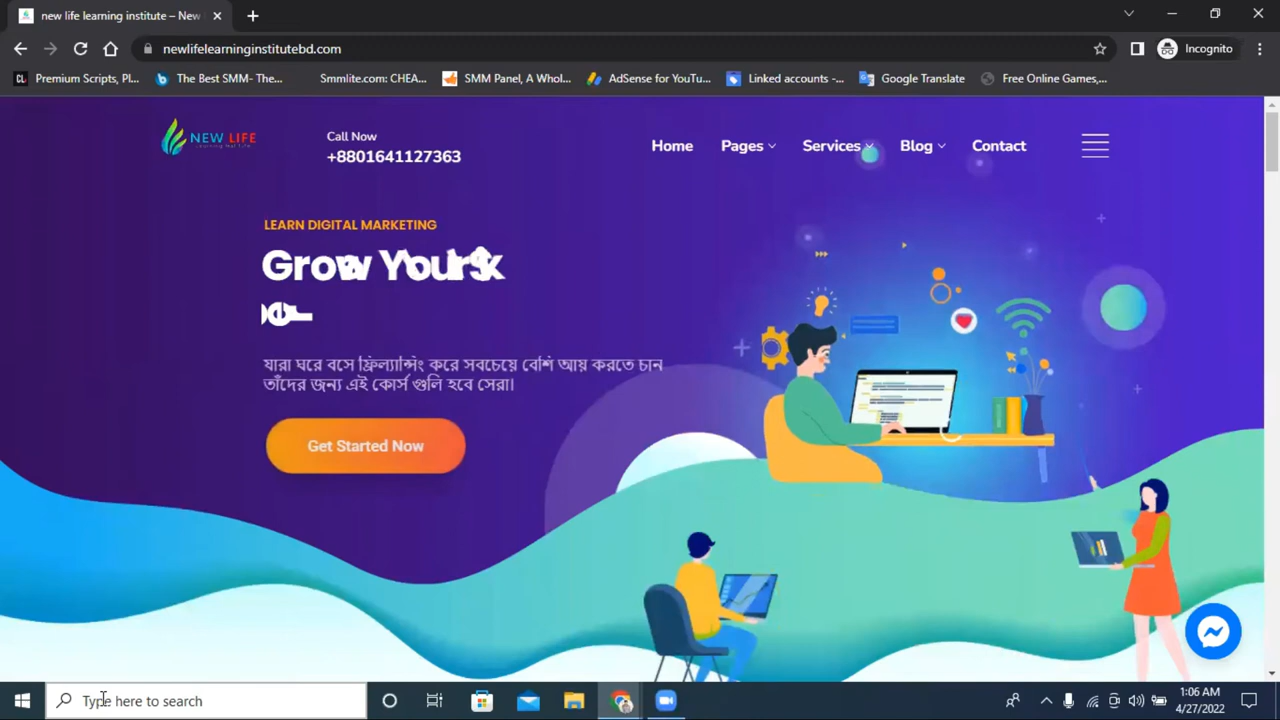 new life learning institute – New
newlifelearninginstitutebd.com
Incognito
Premium Scripts, Pl...
The Best SMM- The...
Smmlite.com: CHEA...
SMM Panel, A Whol...
AdSense for YouTu...
Linked accounts -...
Google Translate
Free Online Games,...
NEW LIFE
Call Now
+8801641127363
Home
Pages
Services
Blog
Contact
LEARN DIGITAL MARKETING
Grow Your
যারা ঘরে বসে ফ্রিল্যান্সিং করে সবচেয়ে বেশি আয় করতে চান
তাঁদের জন্য এই কোর্স গুলি হবে সেরা।
Get Started Now
Type here to search
1:06 AM
4/27/2022